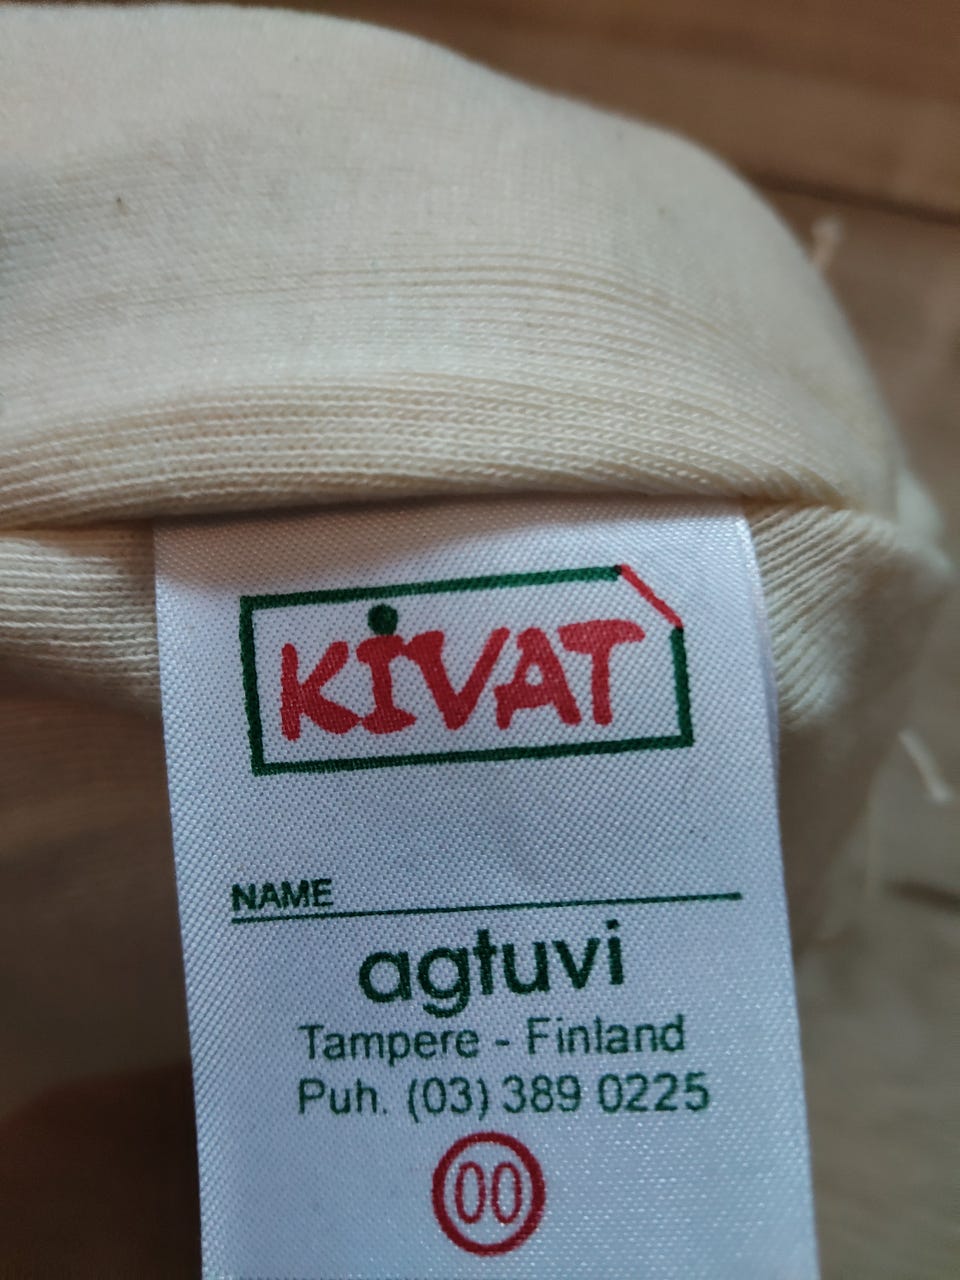 KiVAT
NAME
agtuvi
Tampere - Finland
Puh. (03) 389 0225
00